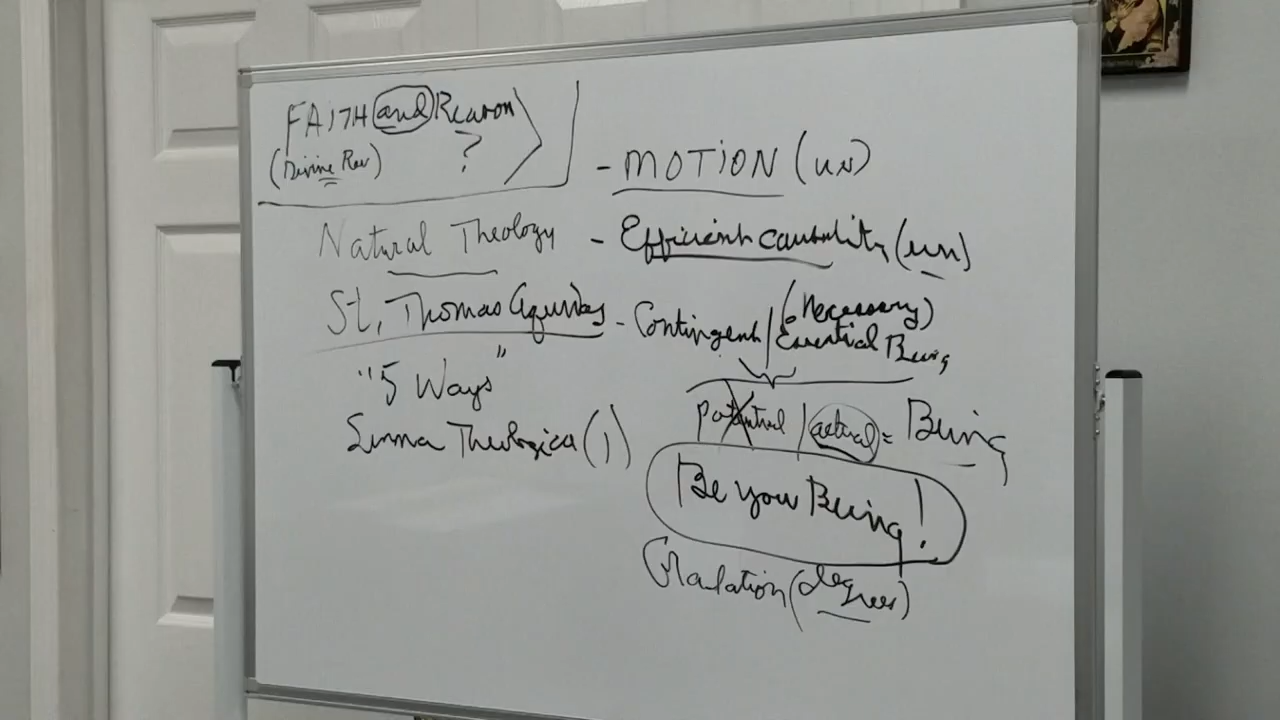 FAITH and Reason
(Divine Rev) ?
Natural Theology
St. Thomas Aquinas
"5 Ways"
Summa Theologica (1)
- MOTION (un)
- Efficient causality (un)
- Contingent / (Necessary)
Essential Being
potential / actual = Being
Be you Being!
Gradation (degrees)